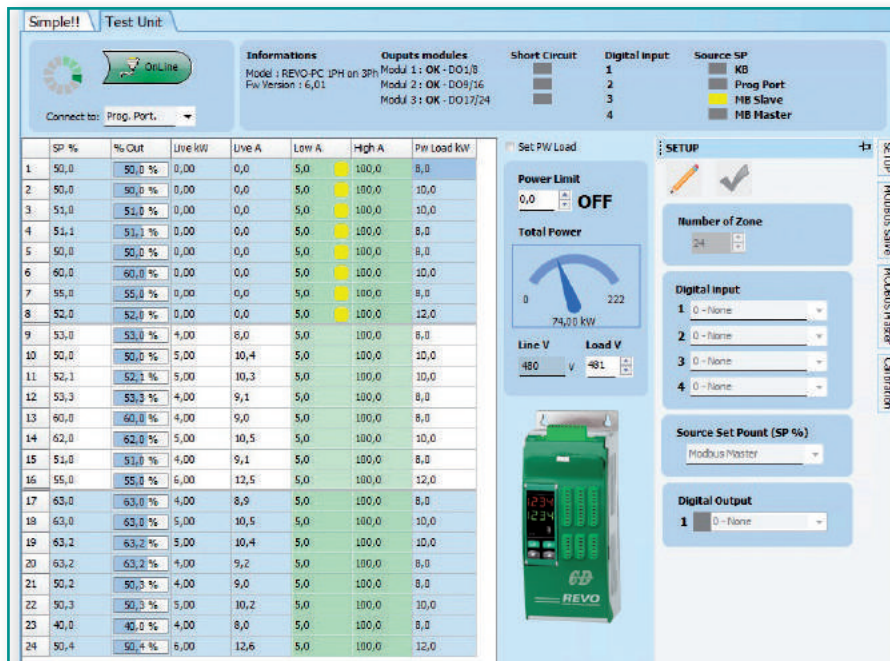 Simple!!
Test Unit
OnLine
Connect to: Prog. Port.
Informations
Model : REVO-PC 1PH on 3Ph
Fw Version : 6,01
Ouputs modules
Modul 1 : OK - DO1/8
Modul 2 : OK - DO9/16
Modul 3 : OK - DO17/24
Short Circuit
Digital input
1
2
3
4
Source SP
KB
Prog Port
MB Slave
MB Master
SP % % Out Live kW Live A Low A High A Pw Load kW
1 50,0 50,0 % 0,00 0,0 5,0 100,0 8,0
2 50,0 50,0 % 0,00 0,0 5,0 100,0 10,0
3 51,0 51,0 % 0,00 0,0 5,0 100,0 10,0
4 51,1 51,1 % 0,00 0,0 5,0 100,0 8,0
5 50,0 50,0 % 0,00 0,0 5,0 100,0 8,0
6 60,0 60,0 % 0,00 0,0 5,0 100,0 10,0
7 55,0 55,0 % 0,00 0,0 5,0 100,0 8,0
8 52,0 52,0 % 0,00 0,0 5,0 100,0 12,0
9 53,0 53,0 % 4,00 8,0 5,0 100,0 8,0
10 50,0 50,0 % 5,00 10,4 5,0 100,0 10,0
11 52,1 52,1 % 5,00 10,3 5,0 100,0 10,0
12 53,3 53,3 % 4,00 9,1 5,0 100,0 8,0
13 60,0 60,0 % 4,00 9,0 5,0 100,0 8,0
14 62,0 62,0 % 5,00 10,5 5,0 100,0 10,0
15 51,0 51,0 % 4,00 9,1 5,0 100,0 8,0
16 55,0 55,0 % 6,00 12,5 5,0 100,0 12,0
17 63,0 63,0 % 4,00 8,9 5,0 100,0 8,0
18 63,0 63,0 % 5,00 10,5 5,0 100,0 10,0
19 63,2 63,2 % 5,00 10,4 5,0 100,0 10,0
20 63,2 63,2 % 4,00 9,2 5,0 100,0 8,0
21 50,2 50,3 % 4,00 9,0 5,0 100,0 8,0
22 50,3 50,3 % 5,00 10,2 5,0 100,0 10,0
23 40,0 40,0 % 4,00 8,0 5,0 100,0 8,0
24 50,4 50,4 % 6,00 12,6 5,0 100,0 12,0
Set PW Load
Power Limit
0,0 OFF
Total Power
0 222
74,00 kW
Line V Load V
480 V 481
1234
1234
REVO
SETUP
Number of Zone
24
Digital input
1 0 - None
2 0 - None
3 0 - None
4 0 - None
Source Set Pount (SP %)
Modbus Master
Digital Output
1 0 - None
SETUP
Modbus Slave
Modbus Master
Calibration